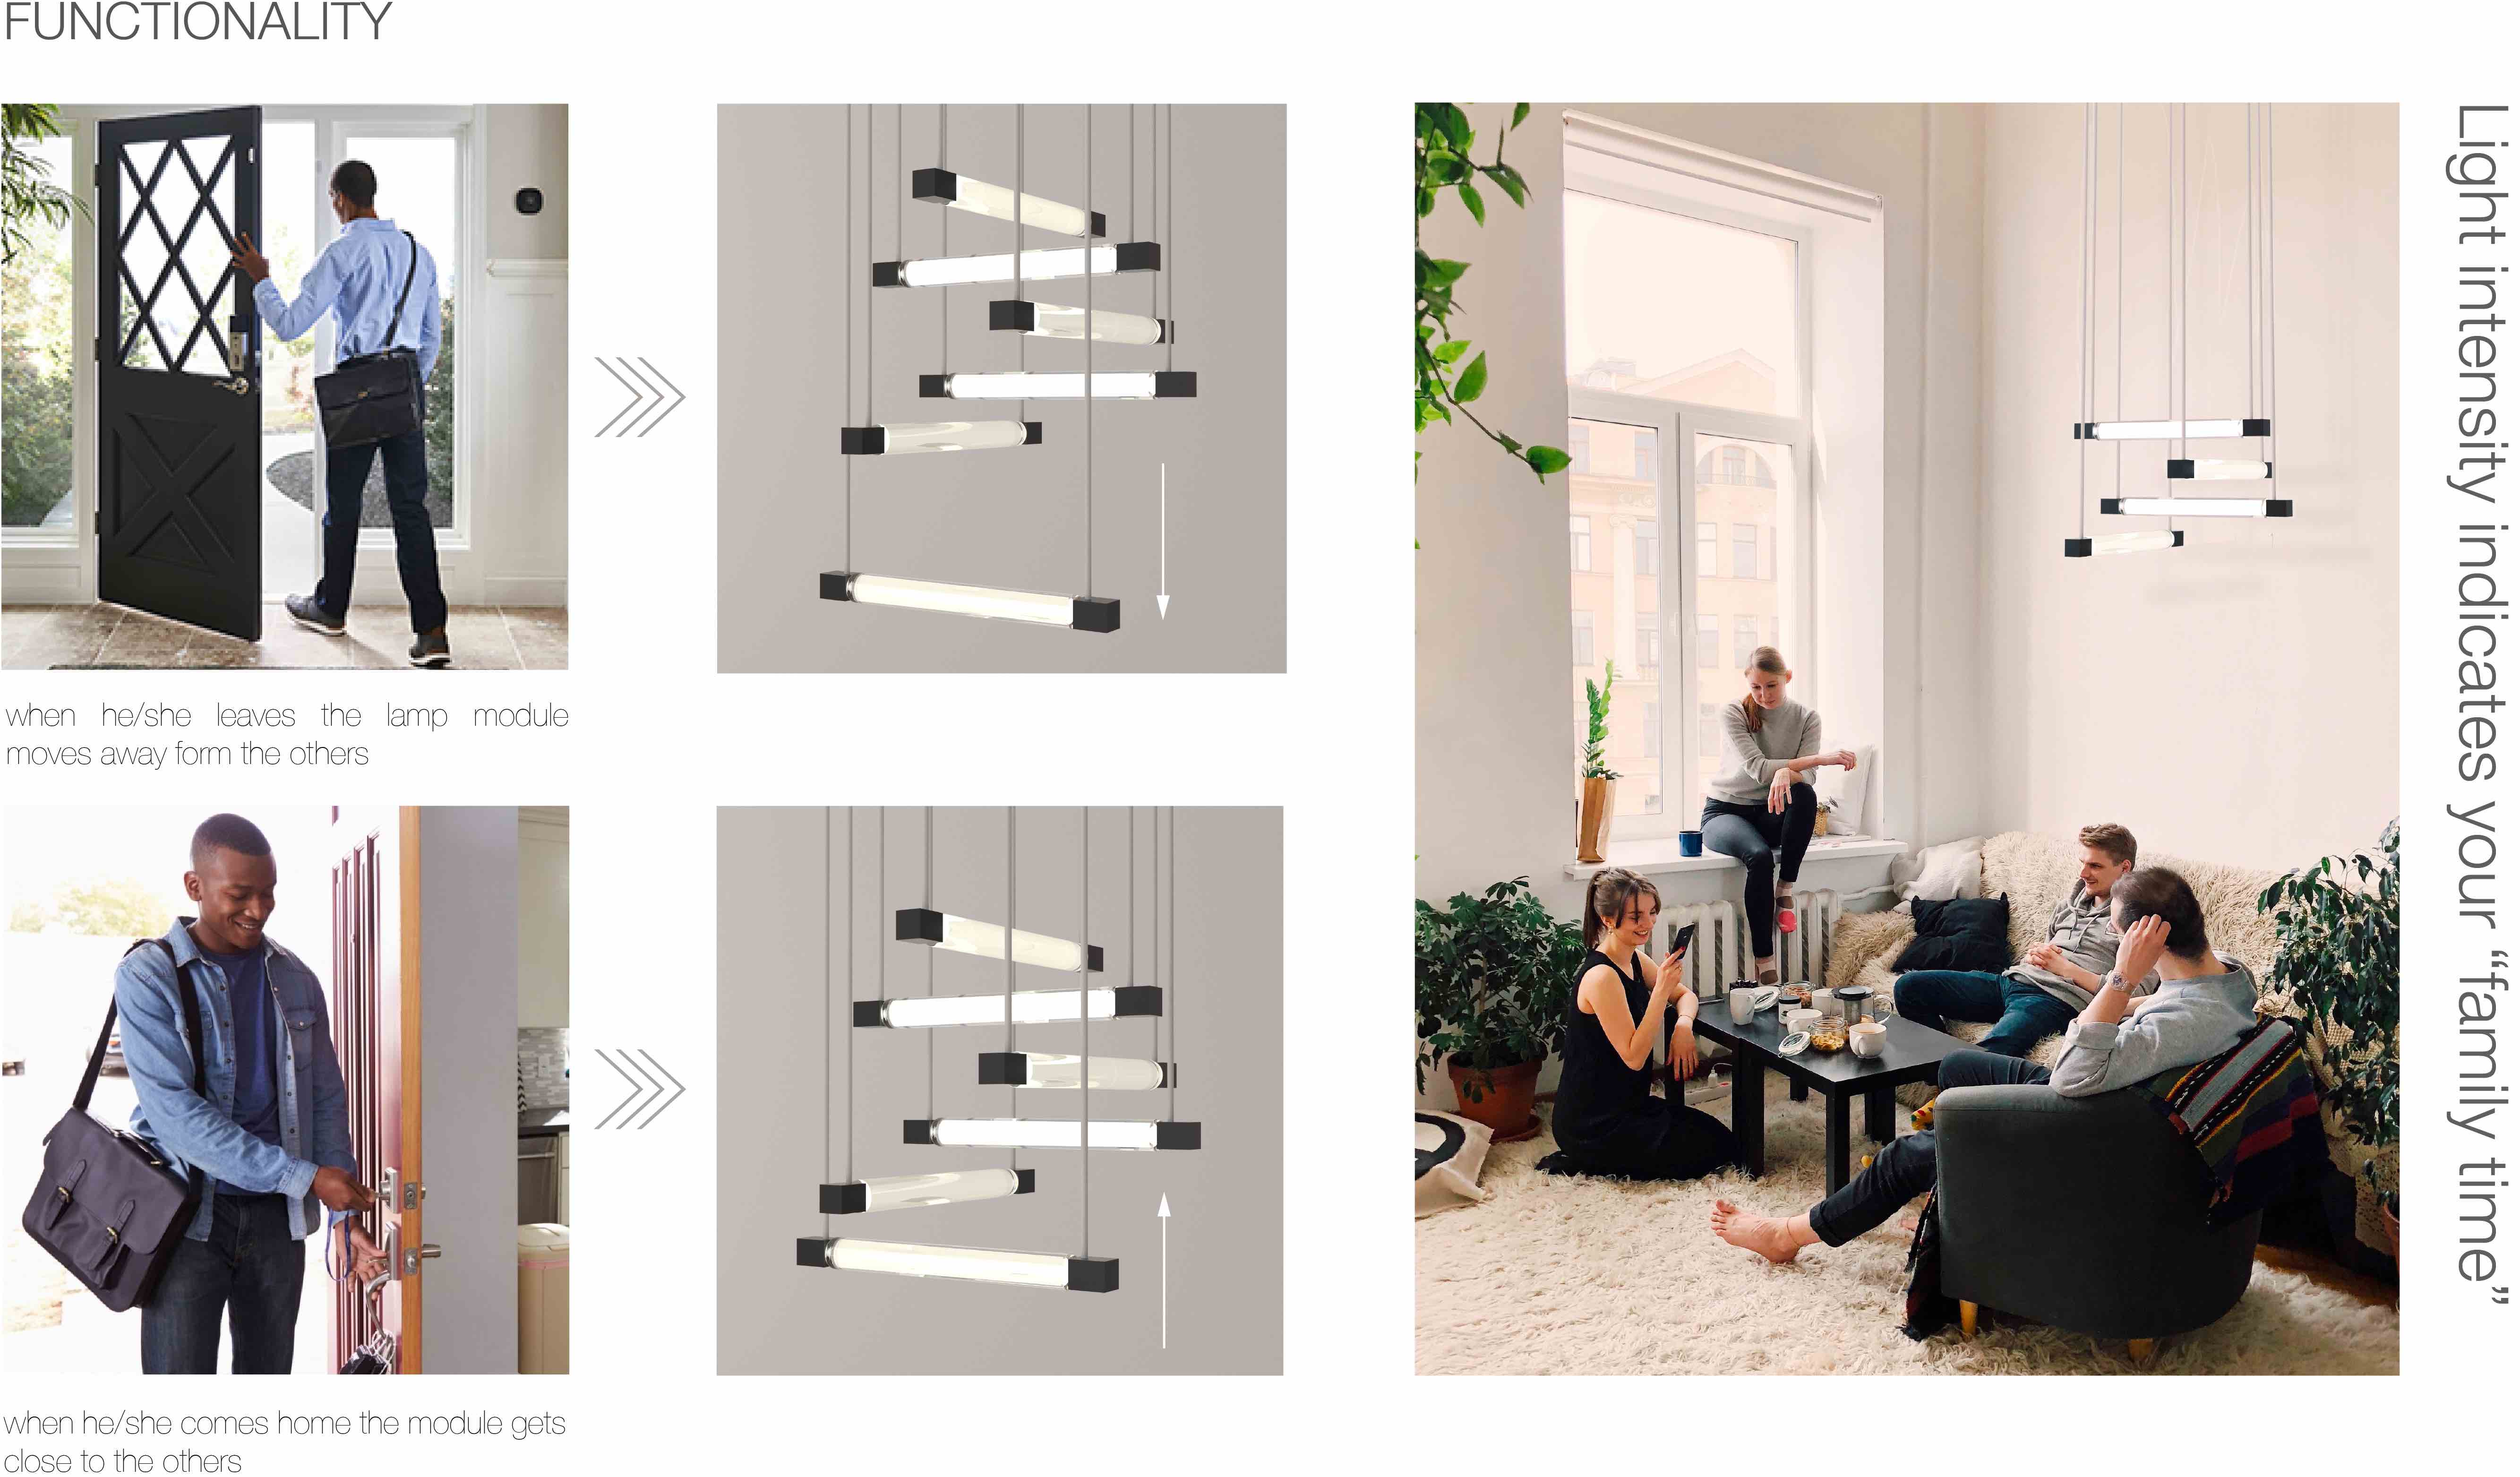 FUNCTIONALITY
when he/she leaves the lamp module
moves away form the others
when he/she comes home the module gets
close to the others
Light intensity indicates your “family time”